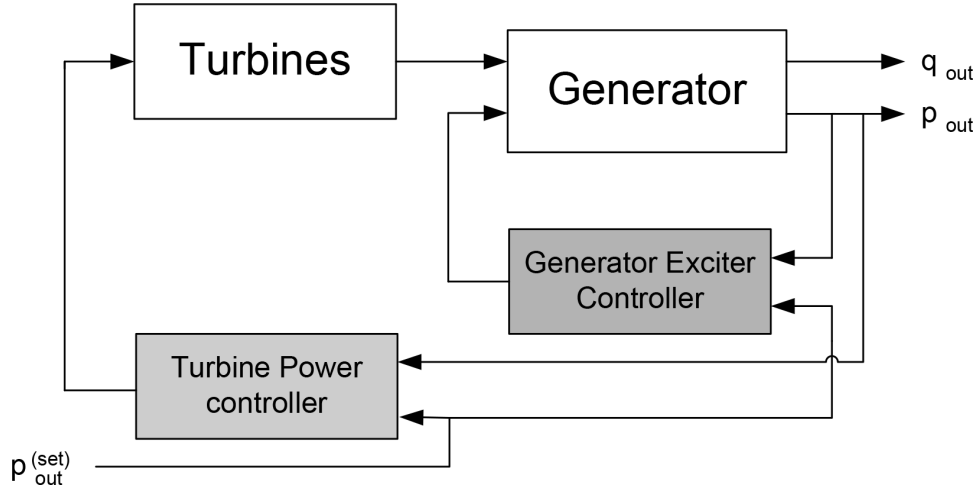 Turbines
Generator
q out
p out
Generator Exciter
Controller
Turbine Power
controller
p (set) out